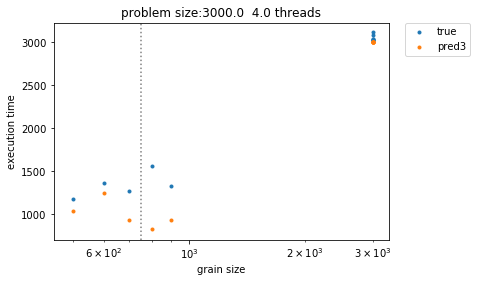 problem size:3000.0  4.0 threads
3000
2500
2000
1500
1000
execution time
6 × 10²
10³
2 × 10³
3 × 10³
grain size
true
pred3